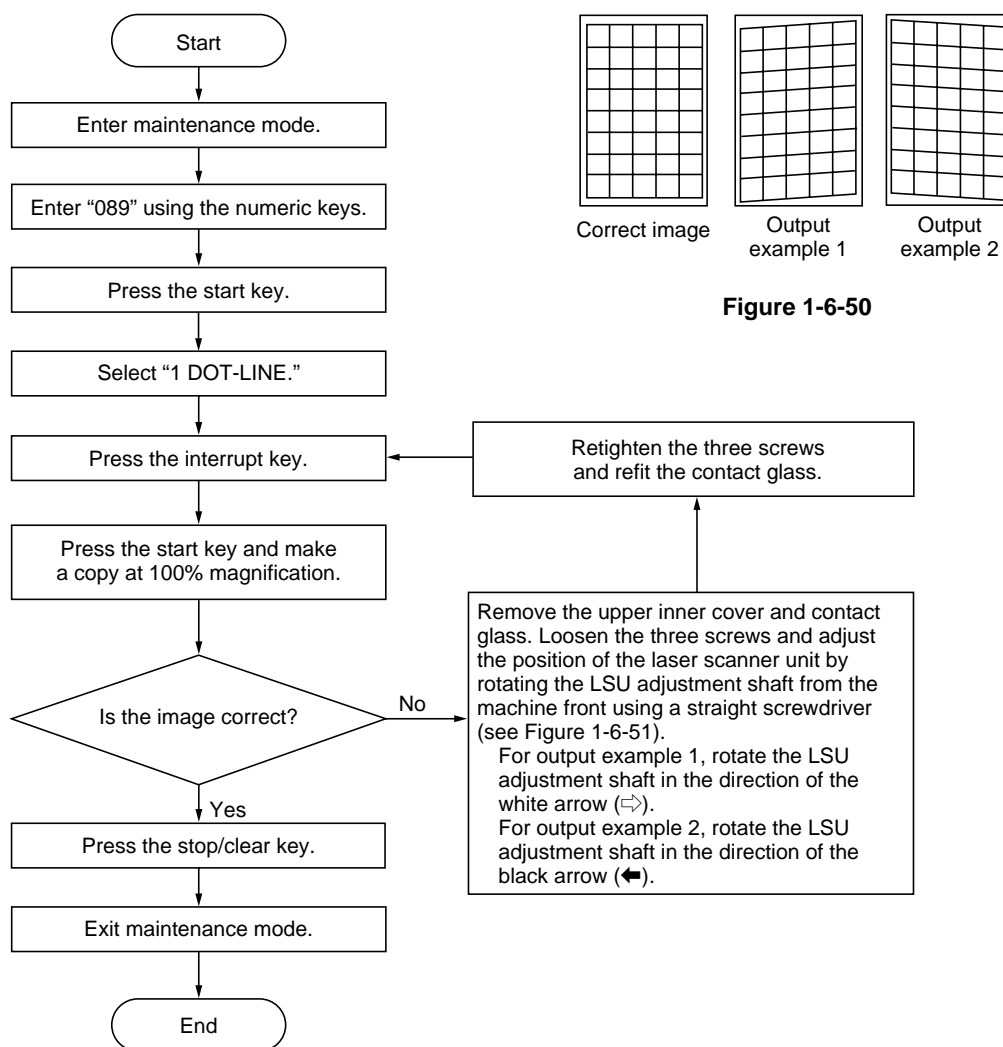 Start
Enter maintenance mode.
Enter “089” using the numeric keys.
Press the start key.
Select “1 DOT-LINE.”
Press the interrupt key.
Press the start key and make
a copy at 100% magnification.
Is the image correct?
No
Yes
Press the stop/clear key.
Exit maintenance mode.
End
Correct image
Output
example 1
Output
example 2
Figure 1-6-50
Retighten the three screws
and refit the contact glass.
Remove the upper inner cover and contact
glass. Loosen the three screws and adjust
the position of the laser scanner unit by
rotating the LSU adjustment shaft from the
machine front using a straight screwdriver
(see Figure 1-6-51).
For output example 1, rotate the LSU
adjustment shaft in the direction of the
white arrow (⇨).
For output example 2, rotate the LSU
adjustment shaft in the direction of the
black arrow (⬅).